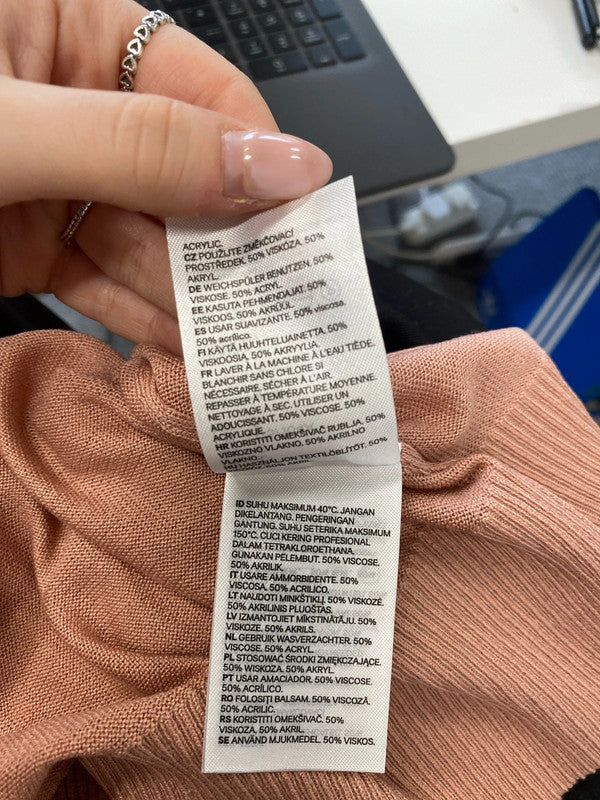 ACRYLIC.
CZ POUŽIJTE ZMĚKČOVACÍ
PROSTŘEDEK. 50% VISKÓZA. 50%
AKRYL.
DE WEICHSPÜLER BENUTZEN. 50%
VISKOSE. 50% ACRYL.
EE KASUTA PEHMENDAJAT. 50%
VISKOOS. 50% AKRÜÜL.
ES USAR SUAVIZANTE. 50% viscosa.
50% acrílico.
FI KÄYTÄ HUUHTELUAINETTA. 50%
VISKOOSIA, 50% AKRYYLIA.
FR LAVER À LA MACHINE À L'EAU TIÈDE.
BLANCHIR SANS CHLORE SI
NÉCESSAIRE. SÉCHER À L'AIR.
REPASSER À TEMPÉRATURE MOYENNE.
NETTOYAGE À SEC. UTILISER UN
ADOUCISSANT. 50% VISCOSE. 50%
ACRYLIQUE.
HR KORISTITI OMEKŠIVAČ RUBLJA. 50%
VISKOZNO VLAKNO. 50% AKRILNO
VLAKNO.
HU HASZNÁLJON TEXTILÖBLÍTŐT. 50%
ID SUHU MAKSIMUM 40°C. JANGAN
DIKELANTANG. PENGERINGAN
GANTUNG. SUHU SETERIKA MAKSIMUM
150°C. CUCI KERING PROFESIONAL
DALAM TETRAKLOROETHANA.
GUNAKAN PELEMBUT. 50% VISCOSE.
50% AKRILIK.
IT USARE AMMORBIDENTE. 50%
VISCOSA. 50% ACRILICO.
LT NAUDOTI MINKŠTIKLĮ. 50% VISKOZĖ.
50% AKRILINIS PLUOŠTAS.
LV IZMANTOJIET MĪKSTINĀTĀJU. 50%
VISKOZE. 50% AKRILS.
NL GEBRUIK WASVERZACHTER. 50%
VISCOSE. 50% ACRYL.
PL STOSOWAĆ ŚRODKI ZMIĘKCZAJĄCE.
50% WISKOZA. 50% AKRYL.
PT USAR AMACIADOR. 50% VISCOSE.
50% ACRÍLICO.
RO FOLOSIȚI BALSAM. 50% VISCOZĂ.
50% ACRILIC.
RS KORISTITI OMEKŠIVAČ. 50%
VISKOZA. 50% AKRIL.
SE ANVÄND MJUKMEDEL. 50% VISKOS.